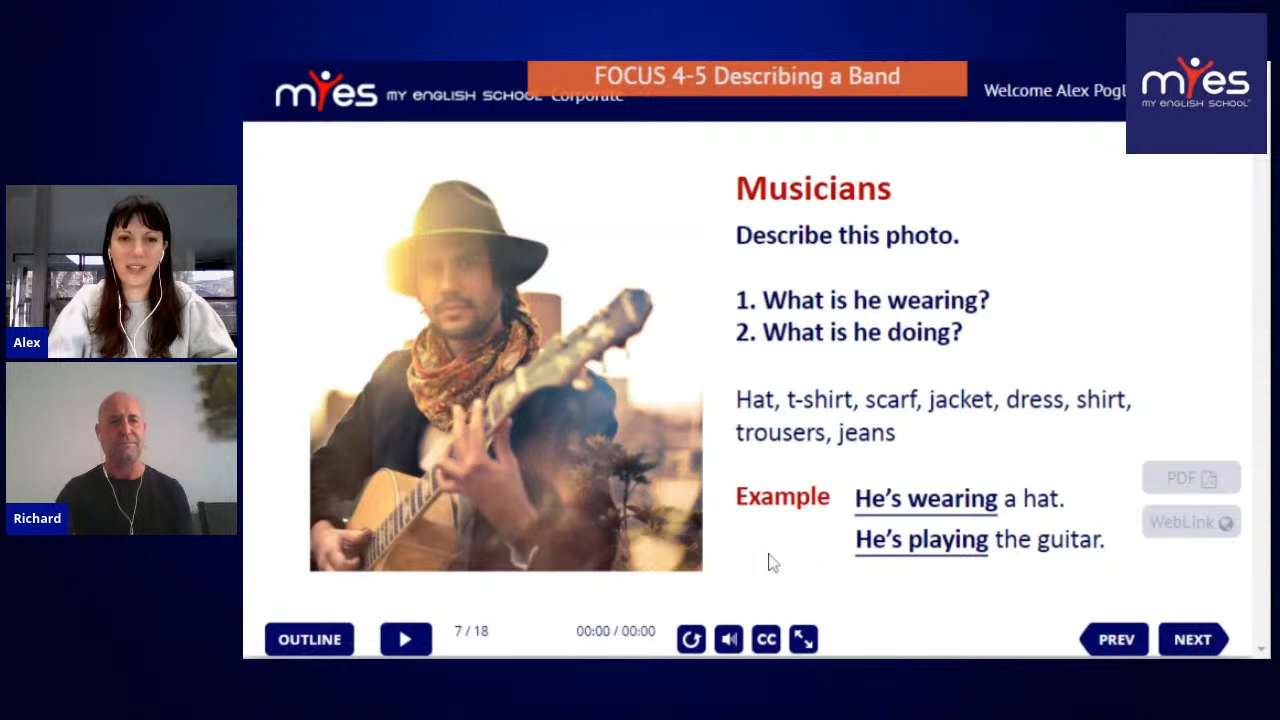 FOCUS 4-5 Describing a Band
myes MY ENGLISH SCHOOL Corporate
Welcome Alex
myes
MY ENGLISH SCHOOL
Musicians
Describe this photo.
1. What is he wearing?
2. What is he doing?
Hat, t-shirt, scarf, jacket, dress, shirt,
trousers, jeans
Example He's wearing a hat.
He's playing the guitar.
PDF
WebLink
Alex
Richard
OUTLINE
7 / 18
00:00 / 00:00
CC
PREV
NEXT